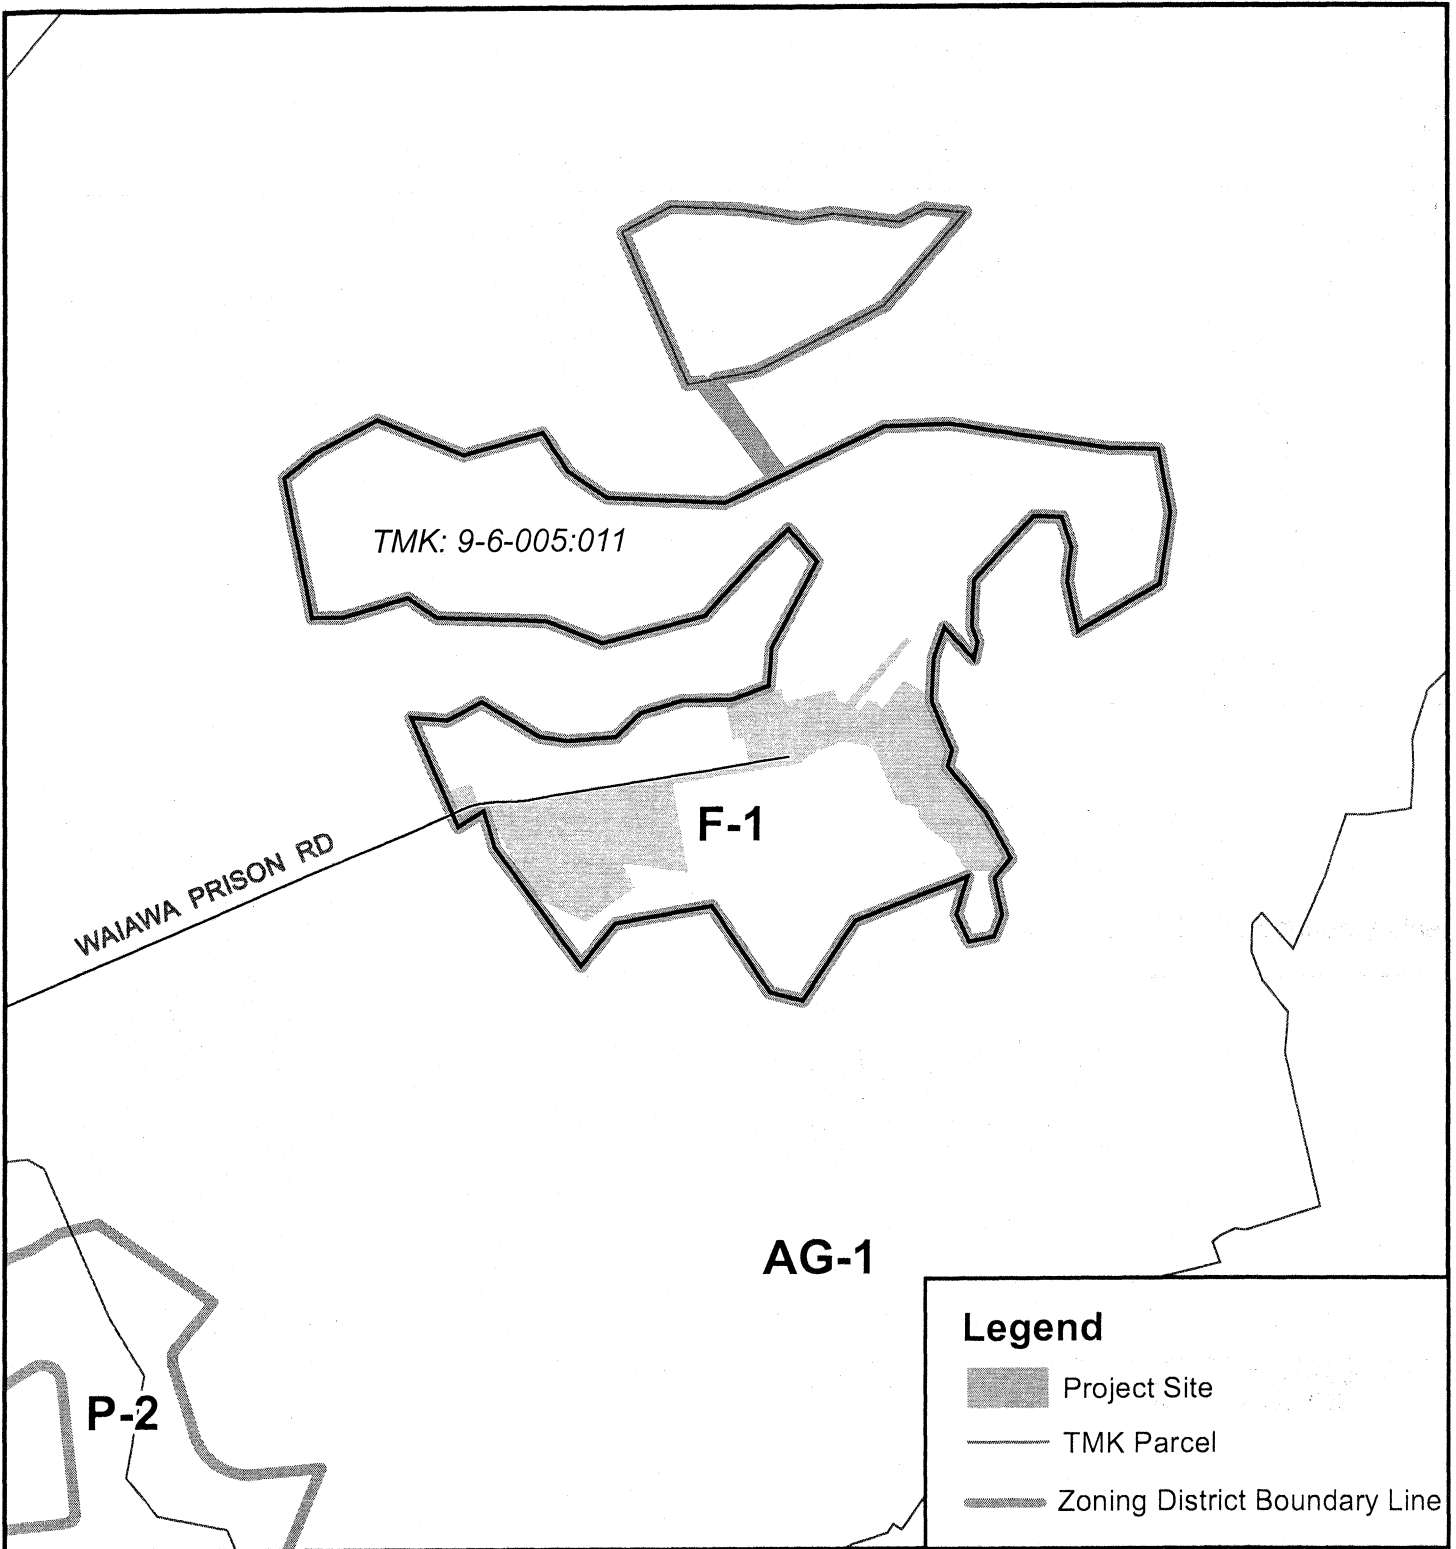 TMK: 9-6-005:011
F-1
WAIAWA PRISON RD
AG-1
P-2
Legend
Project Site
TMK Parcel
Zoning District Boundary Line